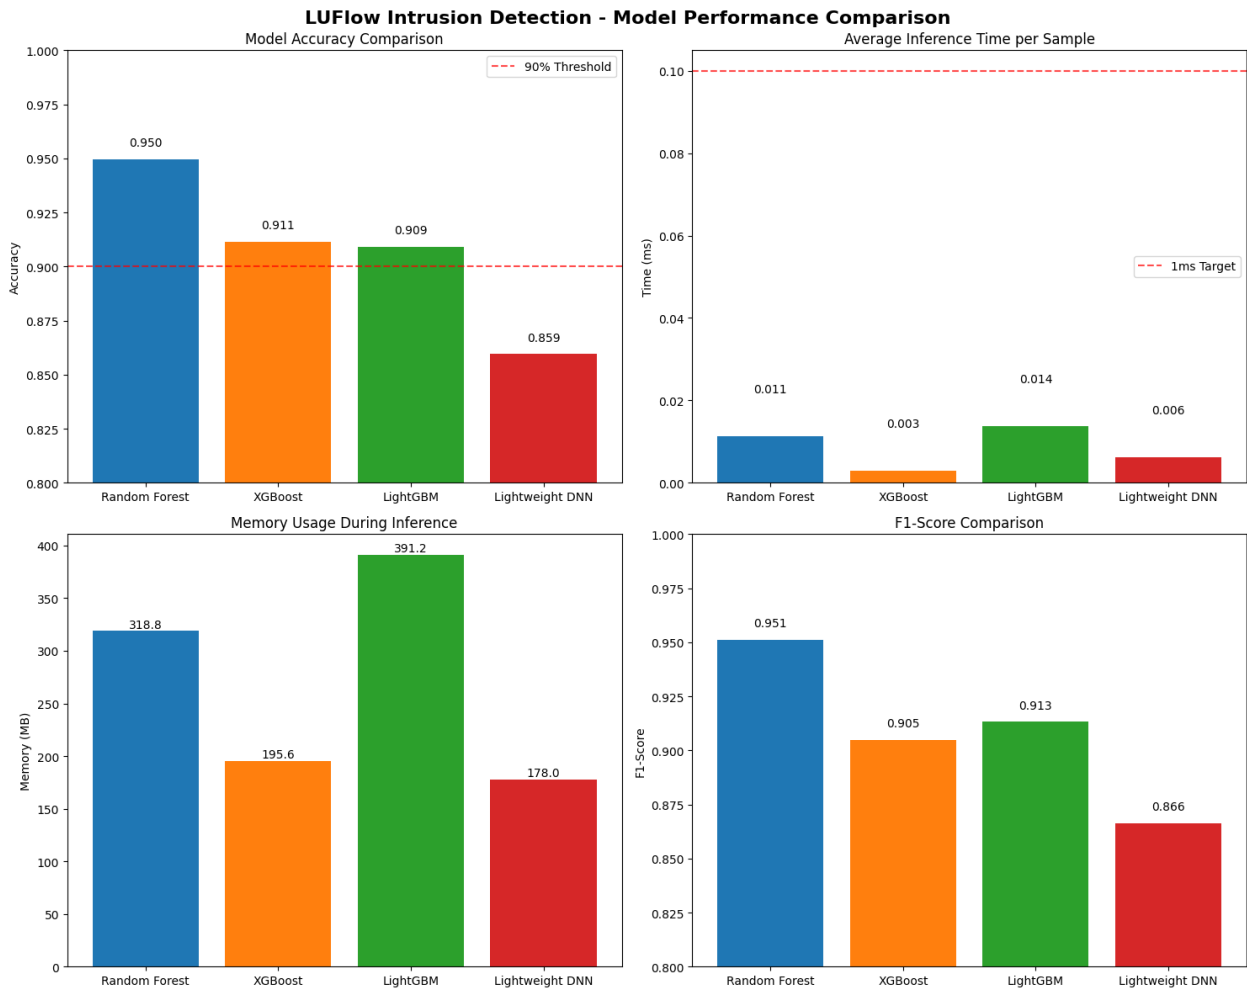 LUFlow Intrusion Detection - Model Performance Comparison
Model Accuracy Comparison
1.000
0.975
0.950
0.925
0.900
0.875
0.850
0.825
0.800
Accuracy
90% Threshold
0.950
0.911
0.909
0.859
Random Forest
XGBoost
LightGBM
Lightweight DNN
Average Inference Time per Sample
0.10
0.08
0.06
0.04
0.02
0.00
Time (ms)
1ms Target
0.011
0.003
0.014
0.006
Random Forest
XGBoost
LightGBM
Lightweight DNN
Memory Usage During Inference
400
350
300
250
200
150
100
50
0
Memory (MB)
318.8
195.6
391.2
178.0
Random Forest
XGBoost
LightGBM
Lightweight DNN
F1-Score Comparison
1.000
0.975
0.950
0.925
0.900
0.875
0.850
0.825
0.800
F1-Score
0.951
0.905
0.913
0.866
Random Forest
XGBoost
LightGBM
Lightweight DNN